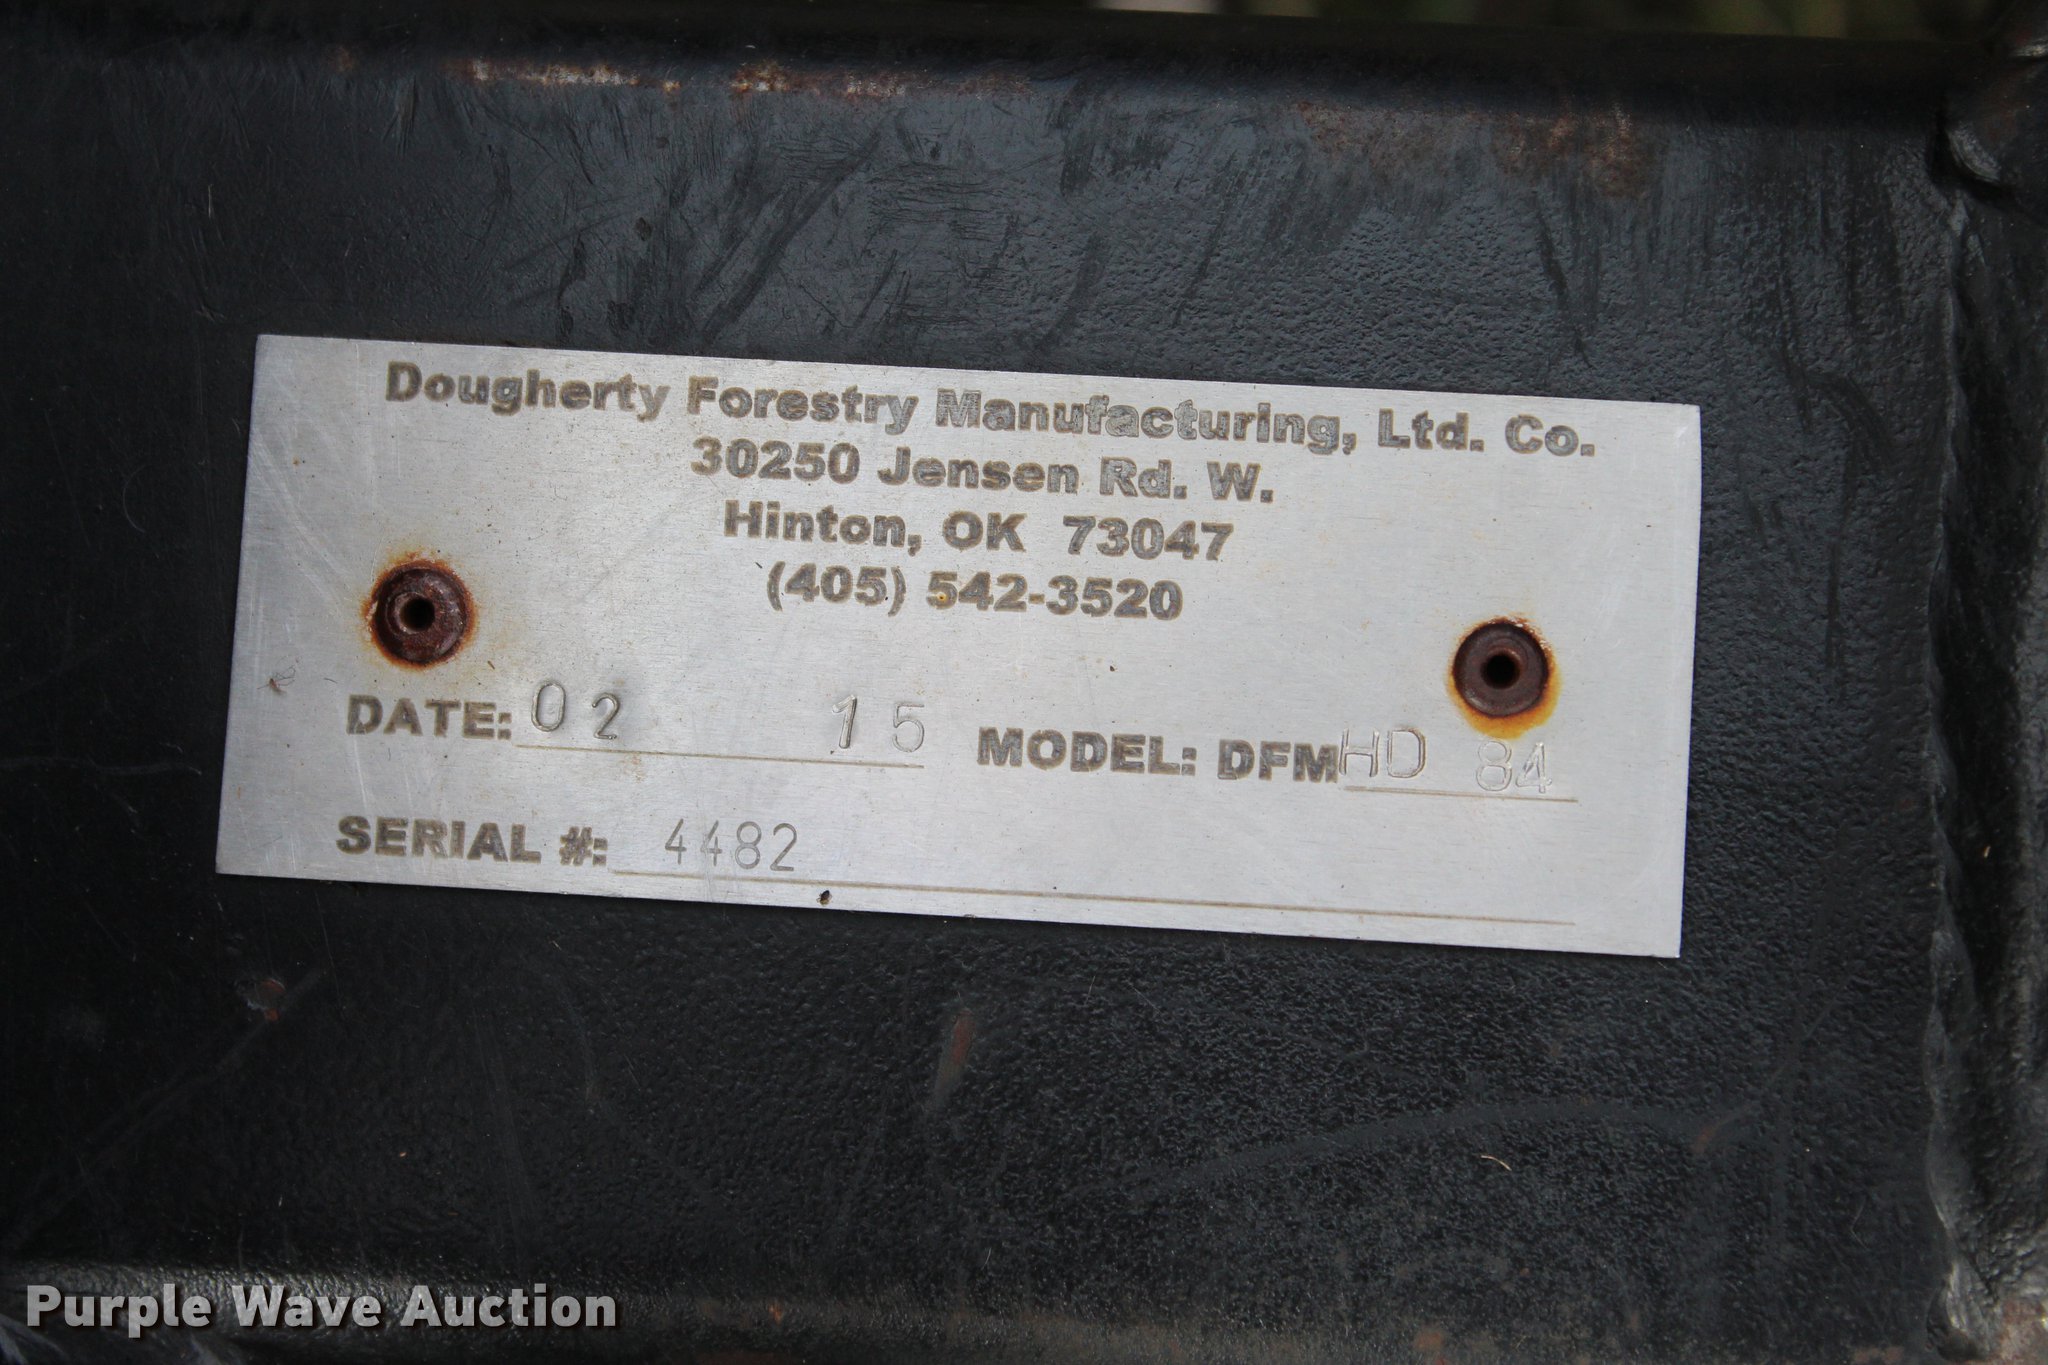 Dougherty Forestry Manufacturing, Ltd. Co.
30250 Jensen Rd. W.
Hinton, OK 73047
(405) 542-3520
DATE: 02 15 MODEL: DFM HD 84
SERIAL #: 4482
Purple Wave Auction